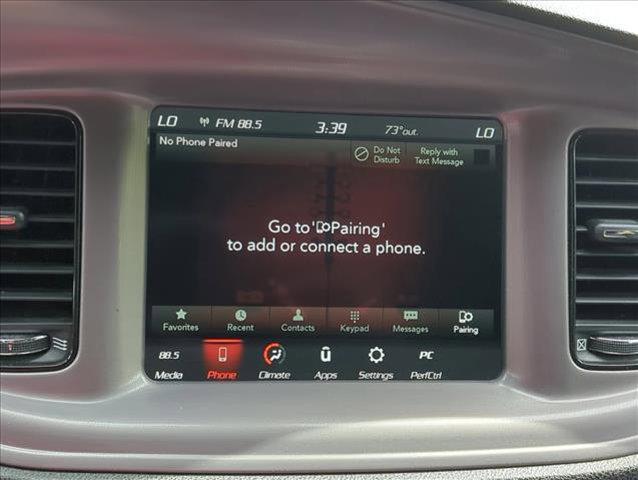 LO FM 88.5 3:39 73°out. LO
No Phone Paired
Do Not
Disturb
Reply with
Text Message
Go to 'Pairing'
to add or connect a phone.
Favorites Recent Contacts Keypad Messages Pairing
88.5 PC
Media Phone Climate Apps Settings PerfCtrl